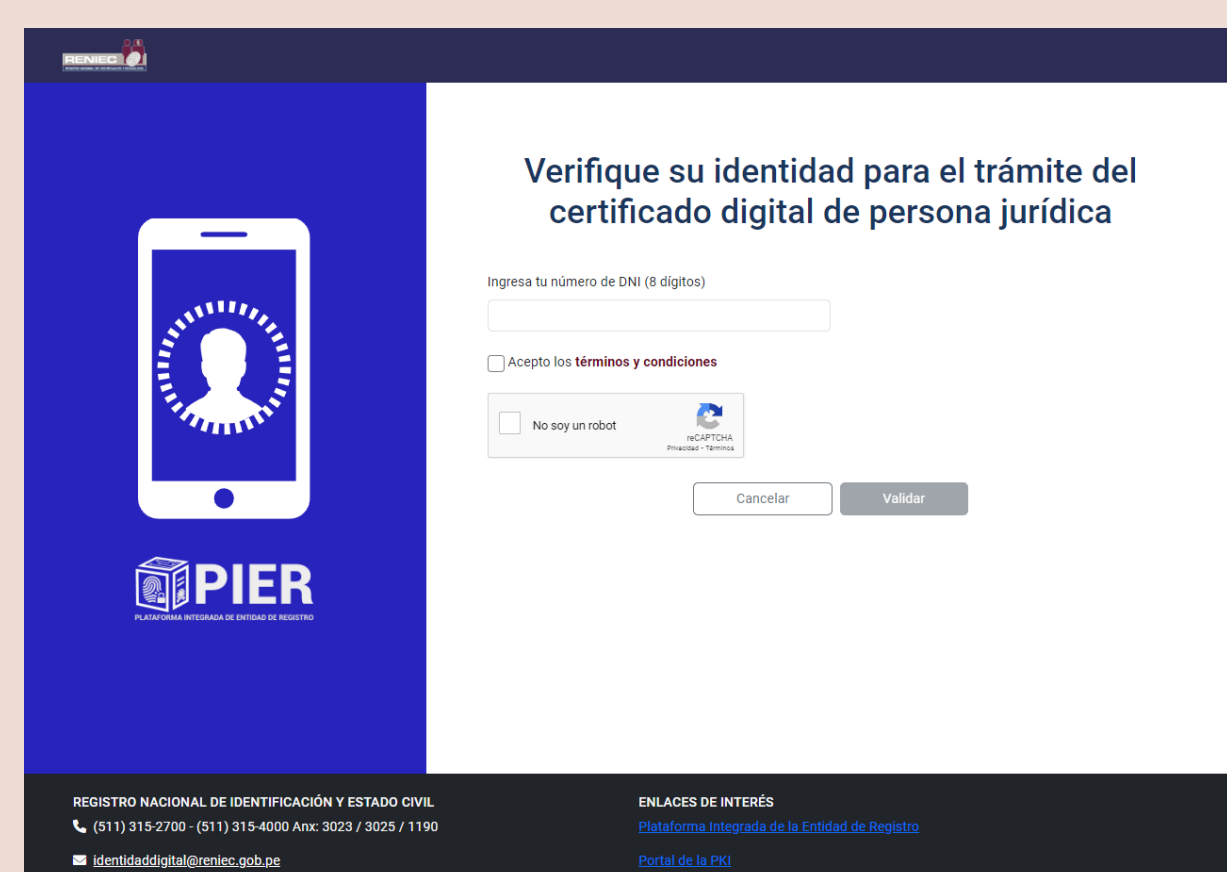 RENIEC
Verifique su identidad para el trámite del
certificado digital de persona jurídica
Ingresa tu número de DNI (8 dígitos)
Acepto los términos y condiciones
No soy un robot
reCAPTCHA
Privacidad - Términos
Cancelar
Validar
PIER
PLATAFORMA INTEGRADA DE ENTIDAD DE REGISTRO
REGISTRO NACIONAL DE IDENTIFICACIÓN Y ESTADO CIVIL
(511) 315-2700 - (511) 315-4000 Anx: 3023 / 3025 / 1190
identidaddigital@reniec.gob.pe
ENLACES DE INTERÉS
Plataforma Integrada de la Entidad de Registro
Portal de la PKI